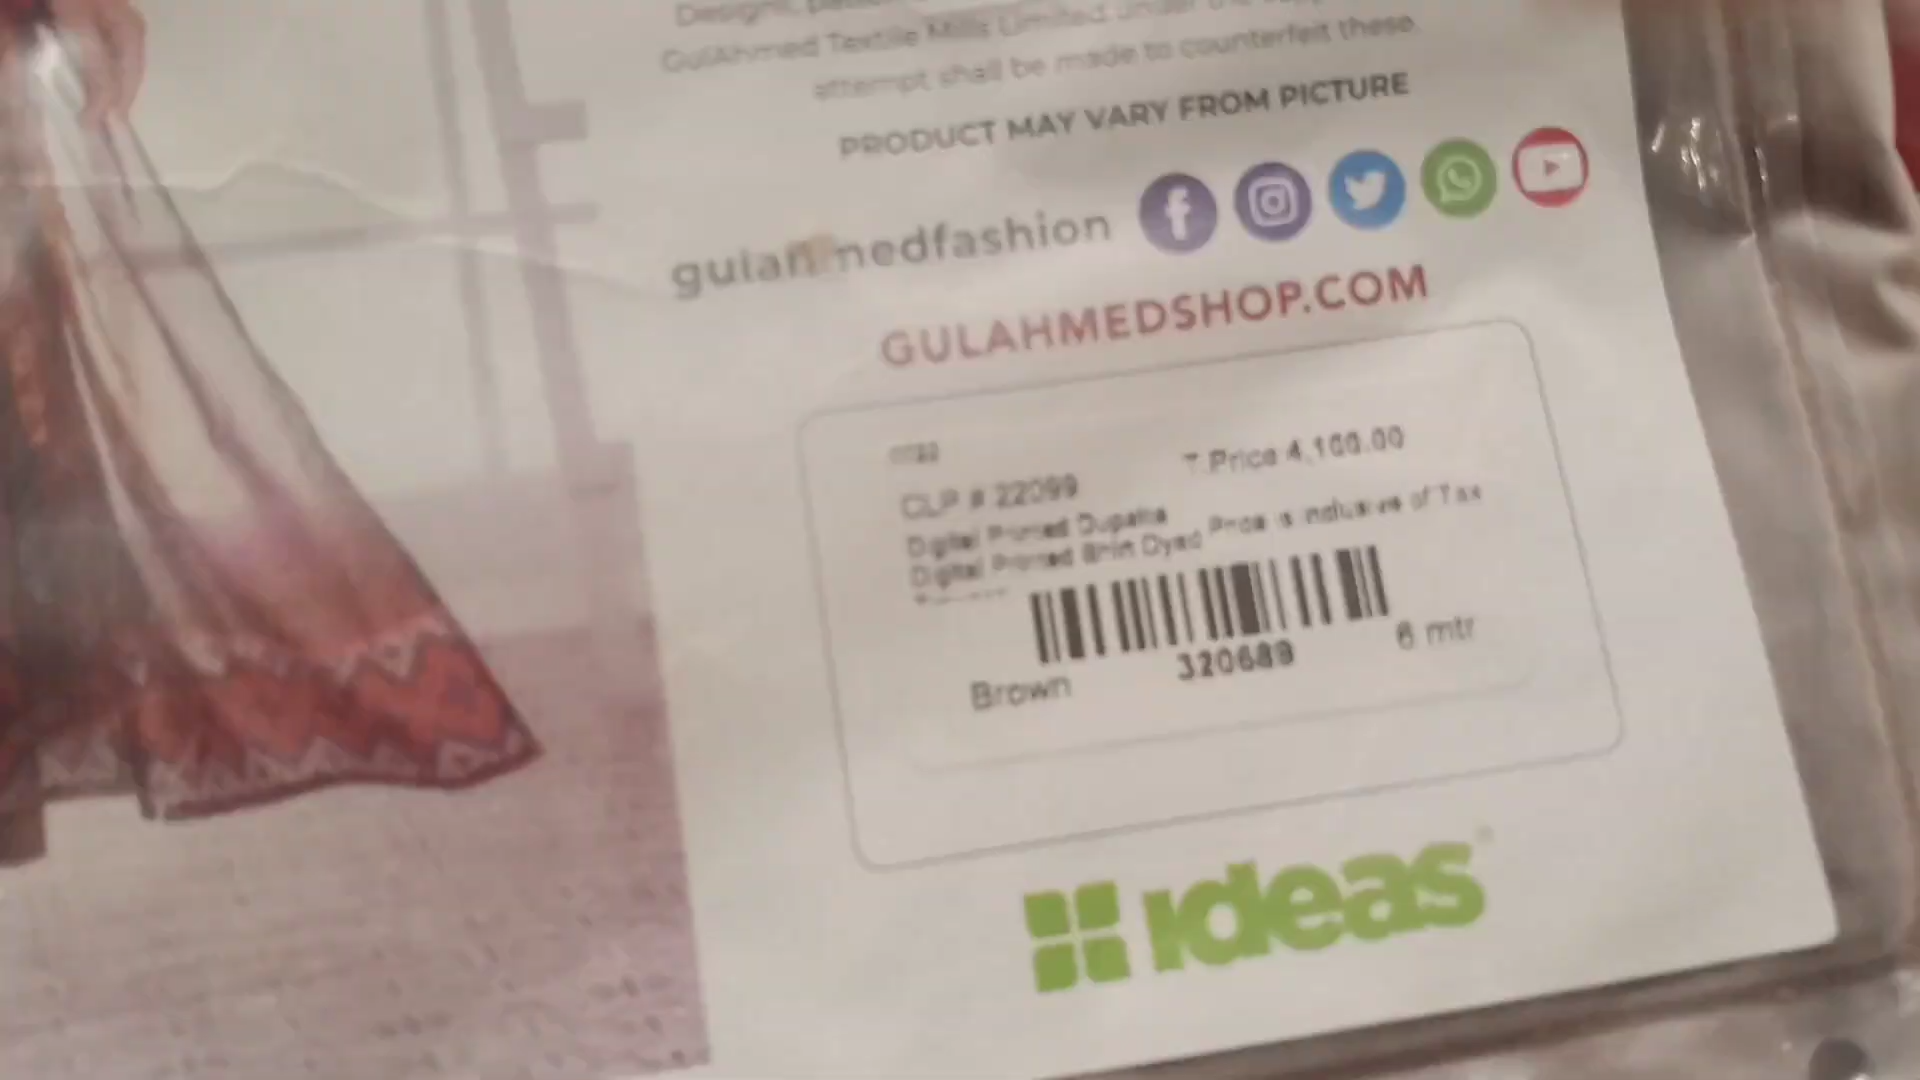 Designs,
GulAhmed Textile Mills Limited under the
attempt shall be made to counterfeit these.
PRODUCT MAY VARY FROM PICTURE
gulahmedfashion
GULAHMEDSHOP.COM
T.Price 4,100.00
CLP # 22099
Digital Printed Dupatta
Digital Printed Shirt Dyed Price is inclusive of Tax
320689
6 mtr
Brown
ideas